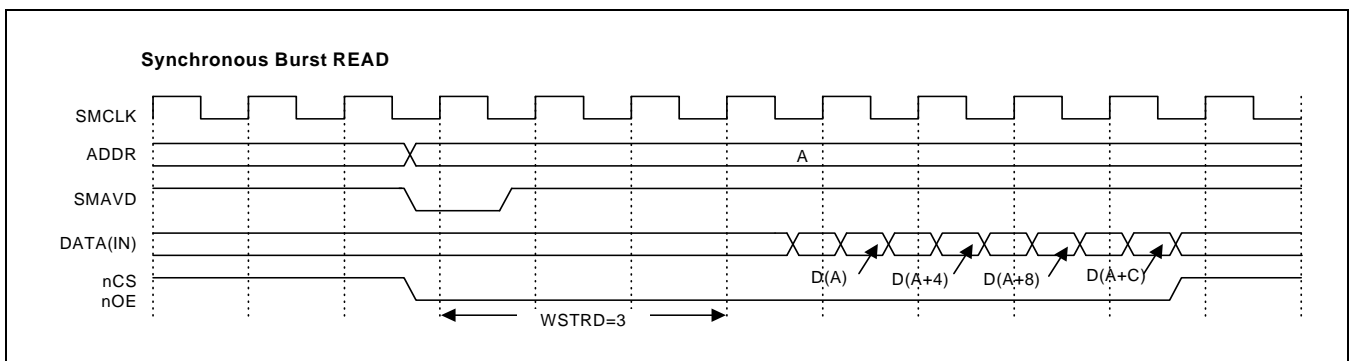 Synchronous Burst READ
SMCLK
ADDR
A
SMAVD
DATA(IN)
D(A)
D(A+4)
D(A+8)
D(A+C)
nCS
nOE
WSTRD=3